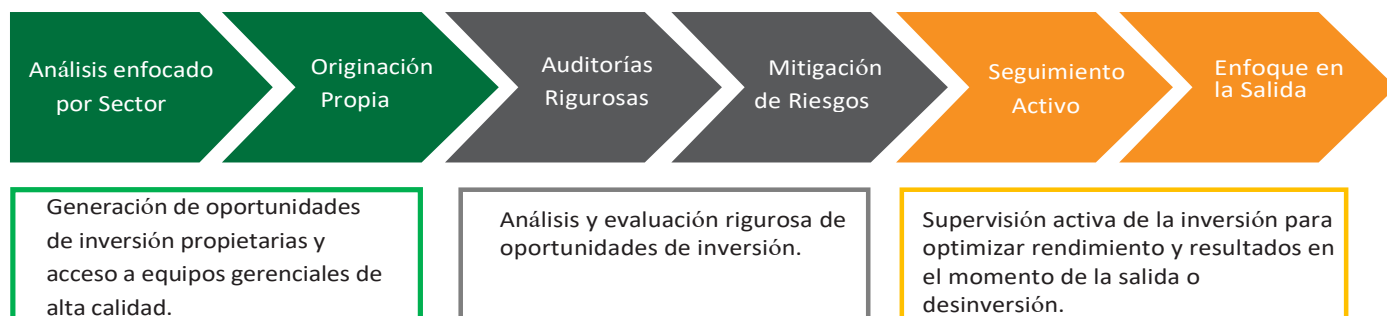 Análisis enfocado
por Sector
Originación
Propia
Auditorías
Rigurosas
Mitigación
de Riesgos
Seguimiento
Activo
Enfoque en
la Salida
Generación de oportunidades
de inversión propietarias y
acceso a equipos gerenciales de
alta calidad.
Análisis y evaluación rigurosa de
oportunidades de inversión.
Supervisión activa de la inversión para
optimizar rendimiento y resultados en
el momento de la salida o
desinversión.